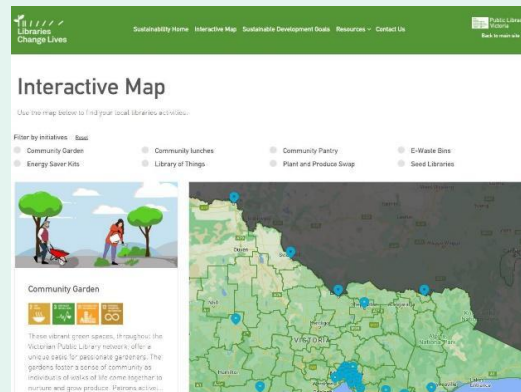 Libraries
Change Lives
Sustainability Home Interactive Map Sustainable Development Goals Resources Contact Us
Public Libraries
Victoria
Back to main site
Interactive Map
Use the map below to find your local libraries activities.
Filter by initiatives Reset
Community Garden Community lunches Community Pantry E-Waste Bins
Energy Saver Kits Library of Things Plant and Produce Swap Seed Libraries
Community Garden
These vibrant green spaces, throughout the
Victorian Public Library network, offer a
unique oasis for passionate gardeners. The
gardens foster a sense of community as
individuals of walks of life come together to
nurture and grow produce. Patrons activ...
VICTORIA